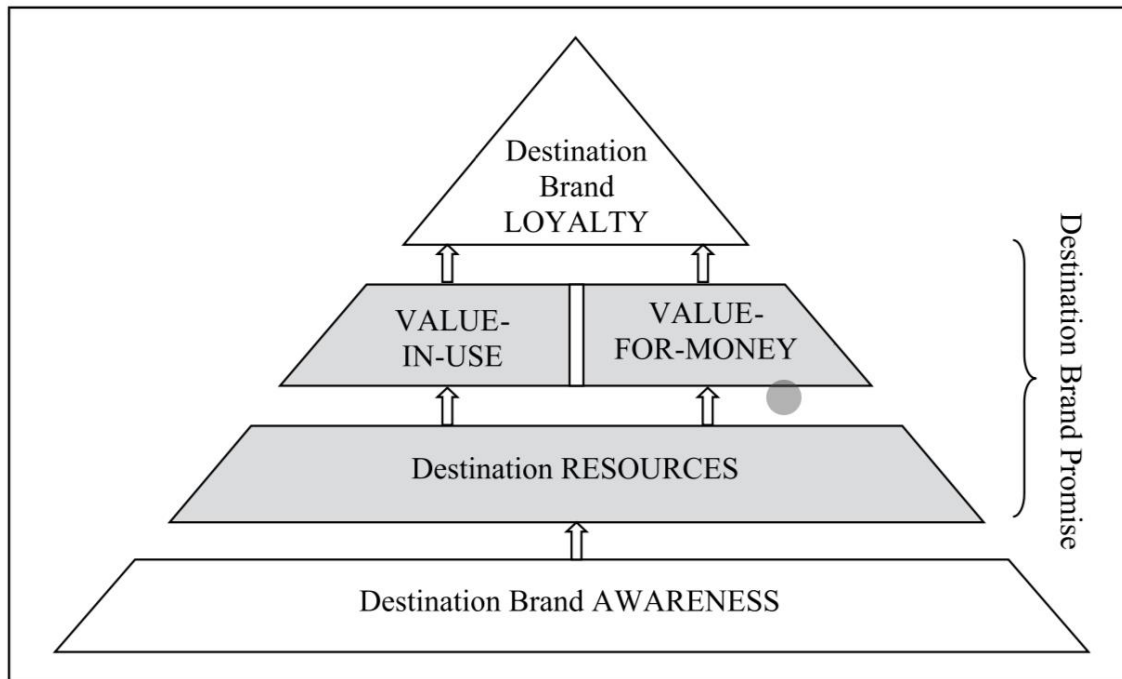 Destination
Brand
LOYALTY
VALUE-
IN-USE
VALUE-
FOR-MONEY
Destination RESOURCES
Destination Brand AWARENESS
Destination Brand Promise